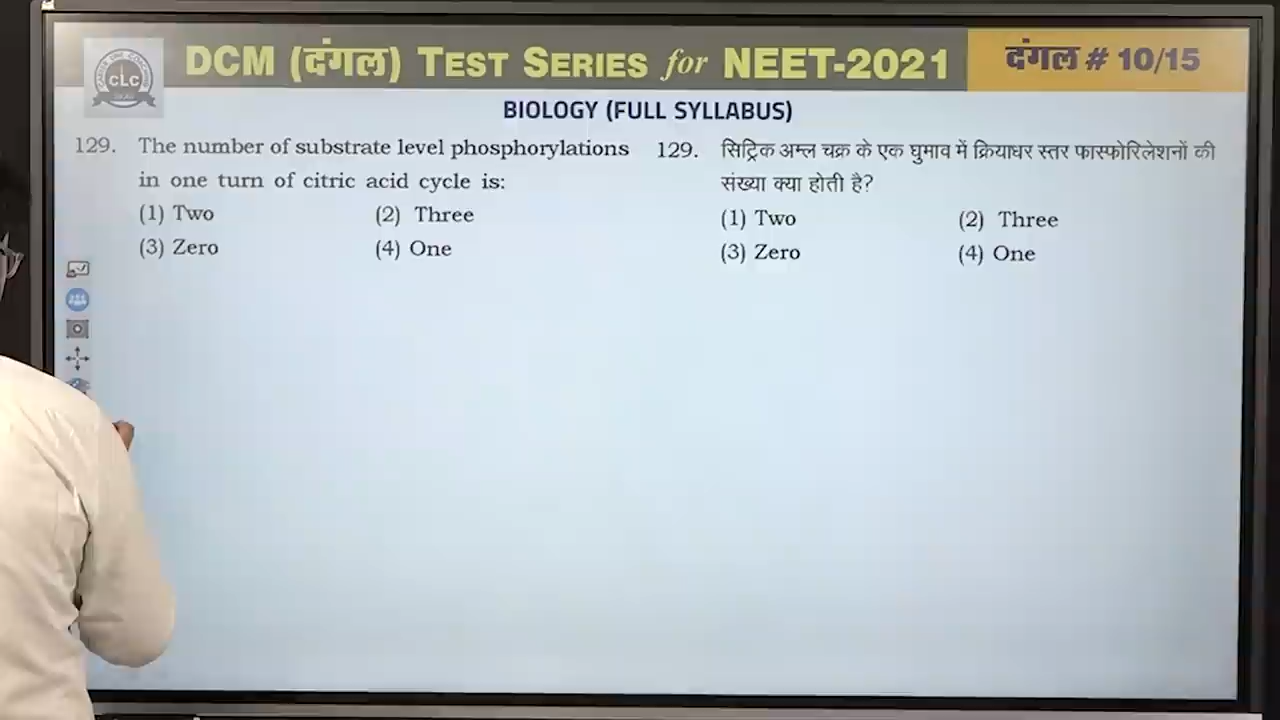 DCM (दंगल) TEST SERIES for NEET-2021
दंगल # 10/15
CLC
BIOLOGY (FULL SYLLABUS)
129. The number of substrate level phosphorylations
in one turn of citric acid cycle is:
(1) Two (2) Three
(3) Zero (4) One
129. सिट्रिक अम्ल चक्र के एक घुमाव में क्रियाधर स्तर फास्फोरिलेशनों की
संख्या क्या होती है?
(1) Two (2) Three
(3) Zero (4) One